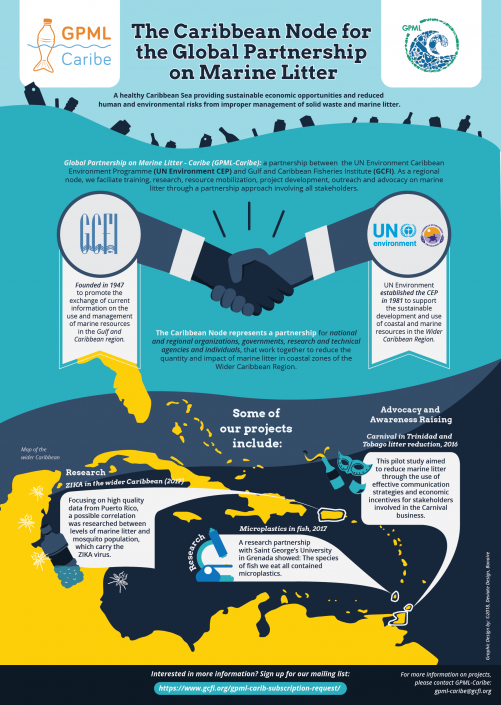 GPML
Caribe
The Caribbean Node for
the Global Partnership
on Marine Litter
GPML
A healthy Caribbean Sea providing sustainable economic opportunities and reduced
human and environmental risks from improper management of solid waste and marine litter.
Global Partnership on Marine Litter - Caribe (GPML-Caribe): a partnership between the UN Environment Caribbean
Environment Programme (UN Environment CEP) and Gulf and Caribbean Fisheries Institute (GCFI). As a regional
node, we faciliate training, research, resource mobilization, project development, outreach and advocacy on marine
litter through a partnership approach involving all stakeholders.
GCFI
Founded in 1947
to promote the
exchange of current
information on the
use and management
of marine resources
in the Gulf and
Caribbean region.
UN
environment
UN Environment
established the CEP
in 1981 to support
the sustainable
development and use
of coastal and marine
resources in the Wider
Caribbean Region.
The Caribbean Node represents a partnership for national
and regional organizations, governments, research and technical
agencies and individuals, that work together to reduce the
quantity and impact of marine litter in coastal zones of the
Wider Caribbean Region.
Some of
our projects
include:
Advocacy and
Awareness Raising
Carnival in Trinidad and
Tobago litter reduction, 2016
This pilot study aimed
to reduce marine litter
through the use of
effective communication
strategies and economic
incentives for stakeholders
involved in the Carnival
business.
Map of the
wider Caribbean
Research
ZIKA in the wider Caribbean (2017)
Focusing on high quality
data from Puerto Rico,
a possible correlation
was researched between
levels of marine litter and
mosquito population,
which carry the
ZIKA virus.
Research
Microplastics in fish, 2017
A research partnership
with Saint George's University
in Grenada showed: The species
of fish we eat all contained
microplastics.
Graphic Design by: ©2018, Deviate Design, Bonaire
Interested in more information? Sign up for our mailing list:
https://www.gcfi.org/gpml-carib-subscription-request/
For more information on projects,
please contact GPML-Caribe:
gpml-caribe@gcfi.org